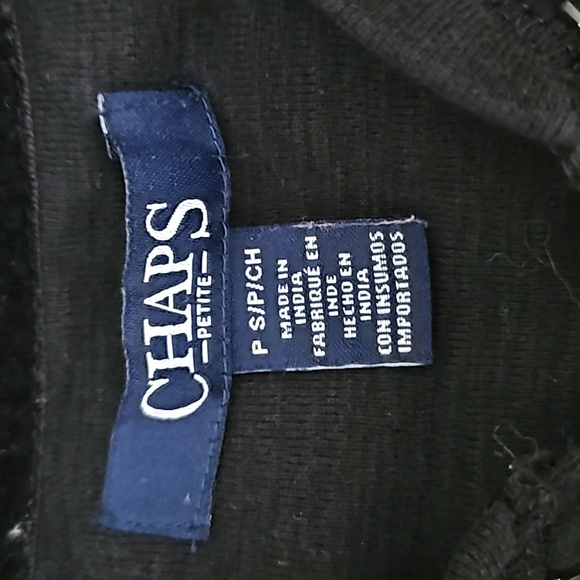 CHAPS
PETITE
P S/P/CH
MADE IN
INDIA
FABRIQUÉ EN
INDE
HECHO EN
INDIA
CON INSUMOS
IMPORTADOS